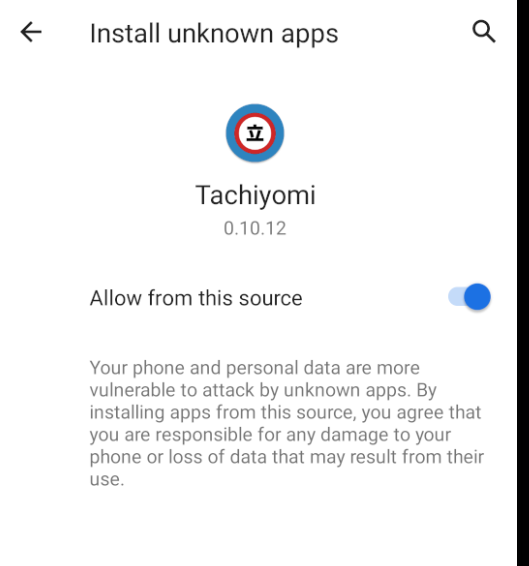 Install unknown apps
立
Tachiyomi
0.10.12
Allow from this source
Your phone and personal data are more
vulnerable to attack by unknown apps. By
installing apps from this source, you agree that
you are responsible for any damage to your
phone or loss of data that may result from their
use.